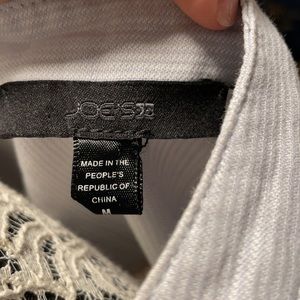 JOE'S
MADE IN THE
PEOPLE'S
REPUBLIC OF
CHINA
M